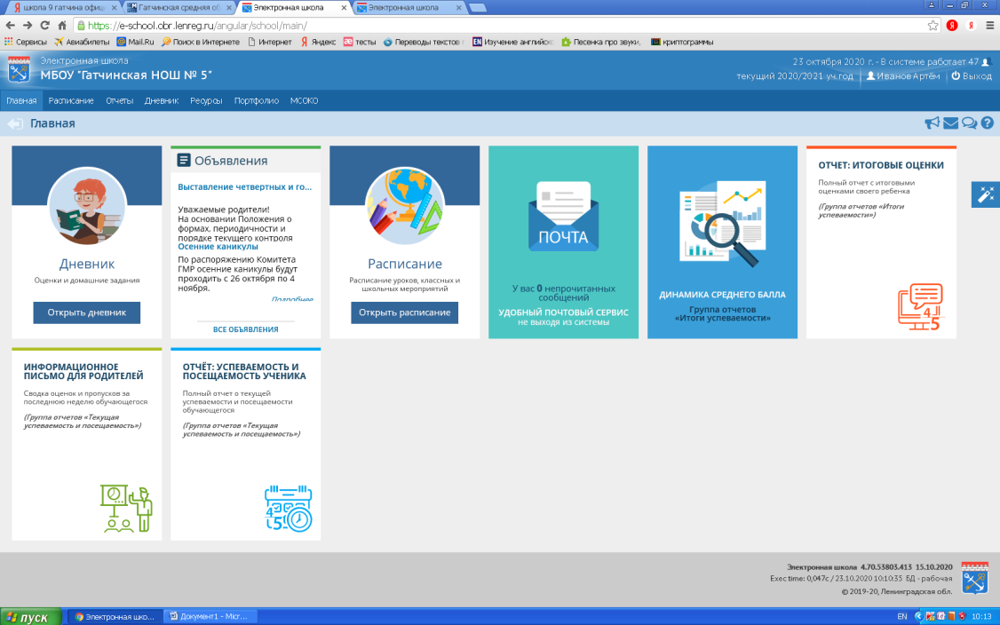 школа 9 гатчина офиц
Гатчинская средняя об
Электронная школа
Электронная школа
https://e-school.obr.lenreg.ru/angular/school/main/
Сервисы Авиабилеты Mail.Ru Поиск в Интернете Интернет Яндекс тесты Переводы текстов г Изучение английск Песенка про звуки, криптограммы
Электронная школа
МБОУ "Гатчинская НОШ № 5"
23 октября 2020 г. - В системе работает 47
текущий 2020/2021 уч.год Иванов Артём Выход
Главная Расписание Отчеты Дневник Ресурсы Портфолио МСОКО
Главная
Дневник
Оценки и домашние задания
Открыть дневник
Объявления
Выставление четвертных и го...
Уважаемые родители!
На основании Положения о
формах, периодичности и
порядке текущего контроля
Осенние каникулы
По распоряжению Комитета
ГМР осенние каникулы будут
проходить с 26 октября по 4
ноября.
Подробнее
ВСЕ ОБЪЯВЛЕНИЯ
Расписание
Расписание уроков, классных и
школьных мероприятий
Открыть расписание
ПОЧТА
У вас 0 непрочитанных
сообщений
УДОБНЫЙ ПОЧТОВЫЙ СЕРВИС
не выходя из системы
ДИНАМИКА СРЕДНЕГО БАЛЛА
Группа отчетов
«Итоги успеваемости»
ОТЧЕТ: ИТОГОВЫЕ ОЦЕНКИ
Полный отчет с итоговыми
оценками своего ребенка
(Группа отчетов «Итоги
успеваемости»)
4
5
ИНФОРМАЦИОННОЕ
ПИСЬМО ДЛЯ РОДИТЕЛЕЙ
Сводка оценок и пропусков за
последнюю неделю обучающегося
(Группа отчетов «Текущая
успеваемость и посещаемость»)
ОТЧЁТ: УСПЕВАЕМОСТЬ И
ПОСЕЩАЕМОСТЬ УЧЕНИКА
Полный отчет о текущей
успеваемости и посещаемости
обучающегося
(Группа отчетов «Текущая
успеваемость и посещаемость»)
4
5
Электронная школа 4.70.53803.413 15.10.2020
Exec time: 0,047с / 23.10.2020 10:10:35 БД - рабочая
© 2019-20, Ленинградская обл.
пуск
Электронная шко...
Документ1 - Micr...
EN
10:13